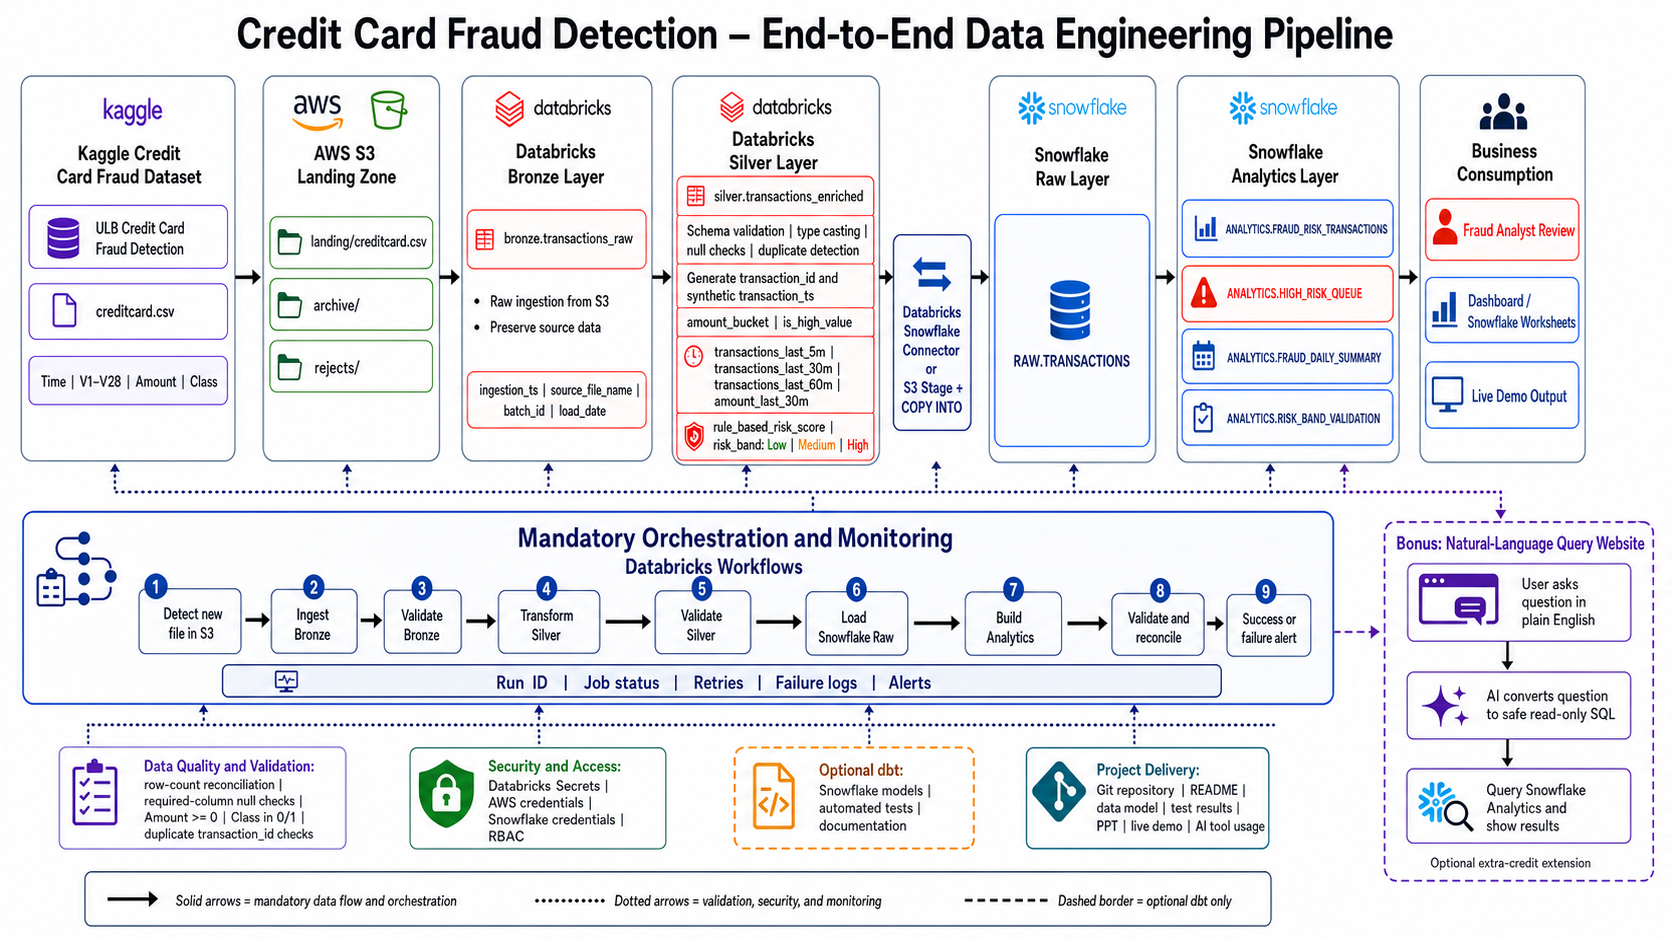 Credit Card Fraud Detection – End-to-End Data Engineering Pipeline
kaggle
Kaggle Credit
Card Fraud Dataset
ULB Credit Card
Fraud Detection
creditcard.csv
Time | V1–V28 | Amount | Class
aws
AWS S3
Landing Zone
landing/creditcard.csv
archive/
rejects/
databricks
Databricks
Bronze Layer
bronze.transactions_raw
• Raw ingestion from S3
• Preserve source data
ingestion_ts | source_file_name |
batch_id | load_date
databricks
Databricks
Silver Layer
silver.transactions_enriched
Schema validation | type casting |
null checks | duplicate detection
Generate transaction_id and
synthetic transaction_ts
amount_bucket | is_high_value
transactions_last_5m |
transactions_last_30m |
transactions_last_60m |
amount_last_30m
rule_based_risk_score |
risk_band: Low | Medium | High
Databricks
Snowflake
Connector
or
S3 Stage +
COPY INTO
snowflake
Snowflake
Raw Layer
RAW.TRANSACTIONS
snowflake
Snowflake
Analytics Layer
ANALYTICS.FRAUD_RISK_TRANSACTIONS
ANALYTICS.HIGH_RISK_QUEUE
ANALYTICS.FRAUD_DAILY_SUMMARY
ANALYTICS.RISK_BAND_VALIDATION
Business
Consumption
Fraud Analyst Review
Dashboard /
Snowflake Worksheets
Live Demo Output
Mandatory Orchestration and Monitoring
Databricks Workflows
1
Detect new
file in S3
2
Ingest
Bronze
3
Validate
Bronze
4
Transform
Silver
5
Validate
Silver
6
Load
Snowflake Raw
7
Build
Analytics
8
Validate and
reconcile
9
Success or
failure alert
Run ID | Job status | Retries | Failure logs | Alerts
Bonus: Natural-Language Query Website
User asks
question in
plain English
AI converts question
to safe read-only SQL
Query Snowflake
Analytics and
show results
Optional extra-credit extension
Data Quality and Validation:
row-count reconciliation |
required-column null checks |
Amount >= 0 | Class in 0/1 |
duplicate transaction_id checks
Security and Access:
Databricks Secrets |
AWS credentials |
Snowflake credentials |
RBAC
Optional dbt:
Snowflake models |
automated tests |
documentation
Project Delivery:
Git repository | README |
data model | test results |
PPT | live demo | AI tool usage
Solid arrows = mandatory data flow and orchestration
Dotted arrows = validation, security, and monitoring
Dashed border = optional dbt only